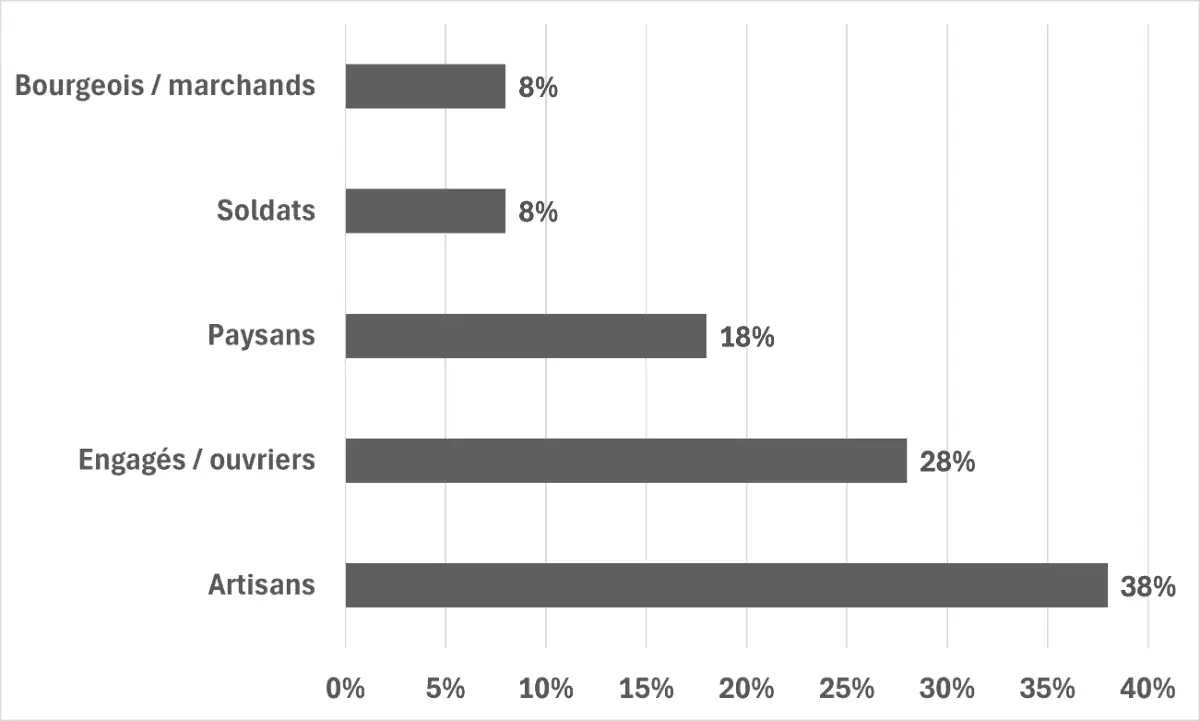 Bourgeois / marchands 8%
Soldats 8%
Paysans 18%
Engagés / ouvriers 28%
Artisans 38%
0% 5% 10% 15% 20% 25% 30% 35% 40%